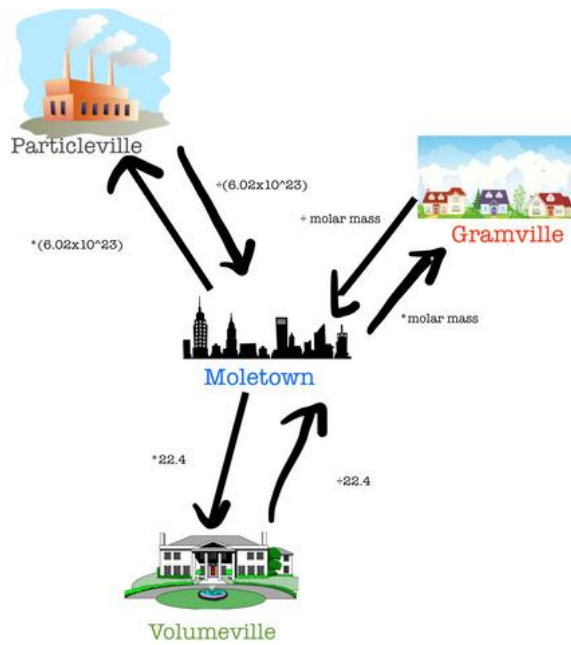 Particleville
÷(6.02x10^23)
÷ molar mass
Gramville
*(6.02x10^23)
*molar mass
Moletown
*22.4
÷22.4
Volumeville